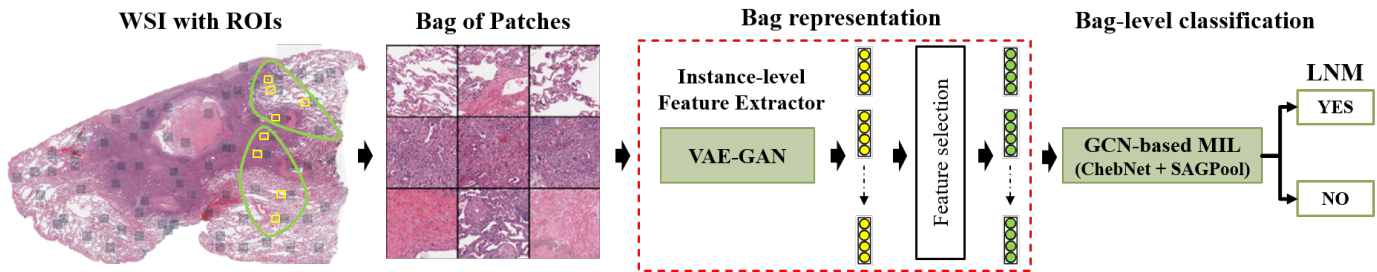 WSI with ROIs
Bag of Patches
Bag representation
Bag-level classification
Instance-level
Feature Extractor
VAE-GAN
Feature selection
GCN-based MIL
(ChebNet + SAGPool)
LNM
YES
NO